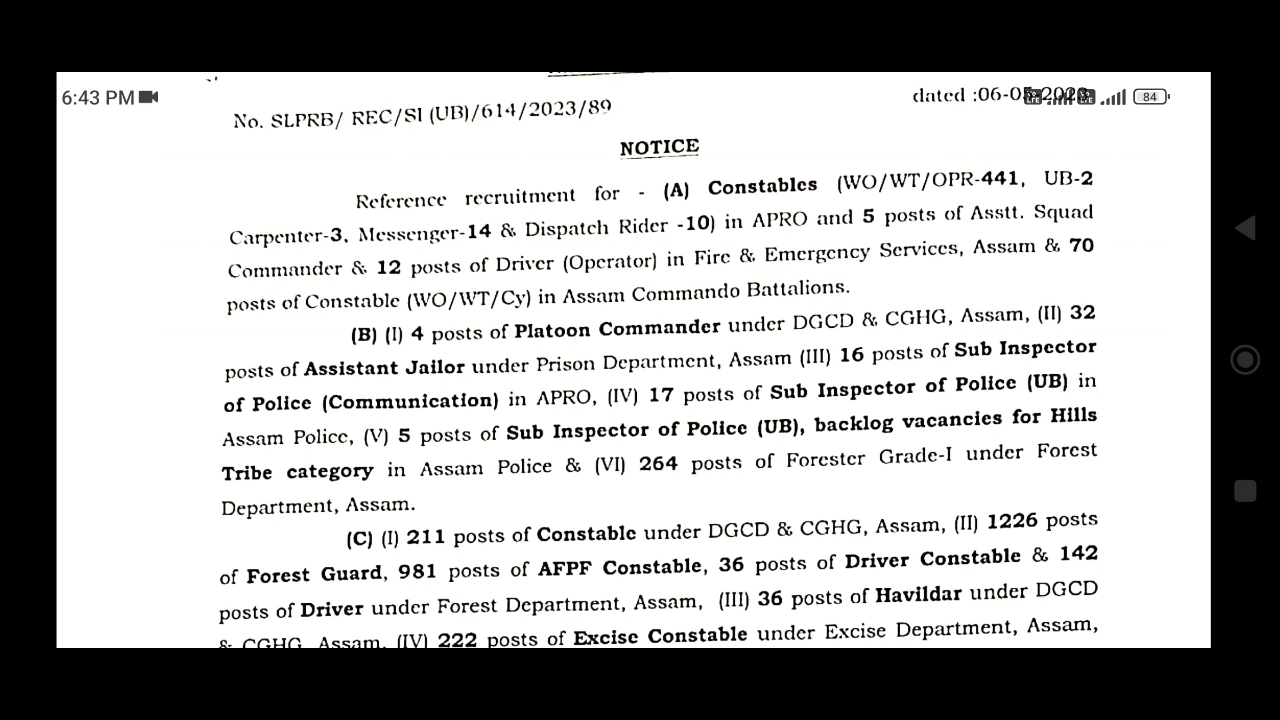 6:43 PM
84
No. SLPRB/ REC/SI (UB)/614/2023/89
dated :06-05-2023
NOTICE
Reference recruitment for - (A) Constables (WO/WT/OPR-441, UB-2
Carpenter-3, Messenger-14 & Dispatch Rider -10) in APRO and 5 posts of Asstt. Squad
Commander & 12 posts of Driver (Operator) in Fire & Emergency Services, Assam & 70
posts of Constable (WO/WT/Cy) in Assam Commando Battalions.
(B) (I) 4 posts of Platoon Commander under DGCD & CGHG, Assam, (II) 32
posts of Assistant Jailor under Prison Department, Assam (III) 16 posts of Sub Inspector
of Police (Communication) in APRO, (IV) 17 posts of Sub Inspector of Police (UB) in
Assam Police, (V) 5 posts of Sub Inspector of Police (UB), backlog vacancies for Hills
Tribe category in Assam Police & (VI) 264 posts of Forester Grade-I under Forest
Department, Assam.
(C) (I) 211 posts of Constable under DGCD & CGHG, Assam, (II) 1226 posts
of Forest Guard, 981 posts of AFPF Constable, 36 posts of Driver Constable & 142
posts of Driver under Forest Department, Assam, (III) 36 posts of Havildar under DGCD
& CGHG, Assam, (IV) 222 posts of Excise Constable under Excise Department, Assam,